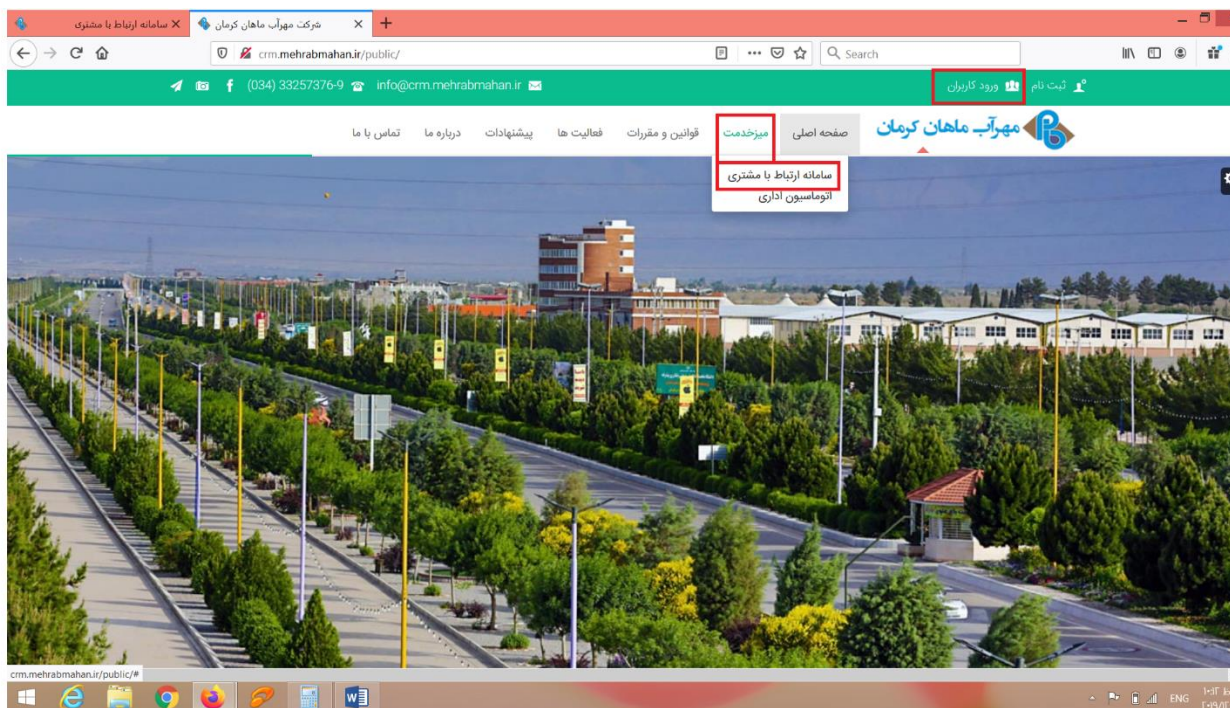 سامانه ارتباط با مشتری
شرکت مهرآب ماهان کرمان
crm.mehrabmahan.ir/public/
Search
ثبت نام
ورود کاربران
info@crm.mehrabmahan.ir
(034) 33257376-9
مهرآب ماهان کرمان
صفحه اصلی
میزخدمت
قوانین و مقررات
فعالیت ها
پیشنهادات
درباره ما
تماس با ما
سامانه ارتباط با مشتری
اتوماسیون اداری
crm.mehrabmahan.ir/public/#
ENG